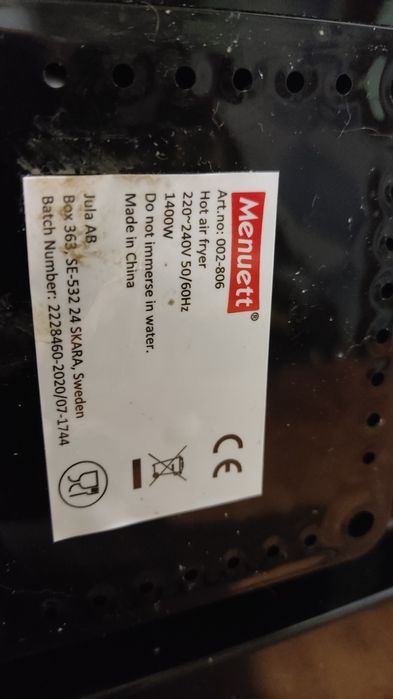 Menuett®
Art.no: 002-806
Hot air fryer
220~240V 50/60Hz
1400W
Do not immerse in water.
Made in China
Jula AB
Box 363, SE-532 24 SKARA, Sweden
Batch Number: 2228460-2020/07-1744
CE